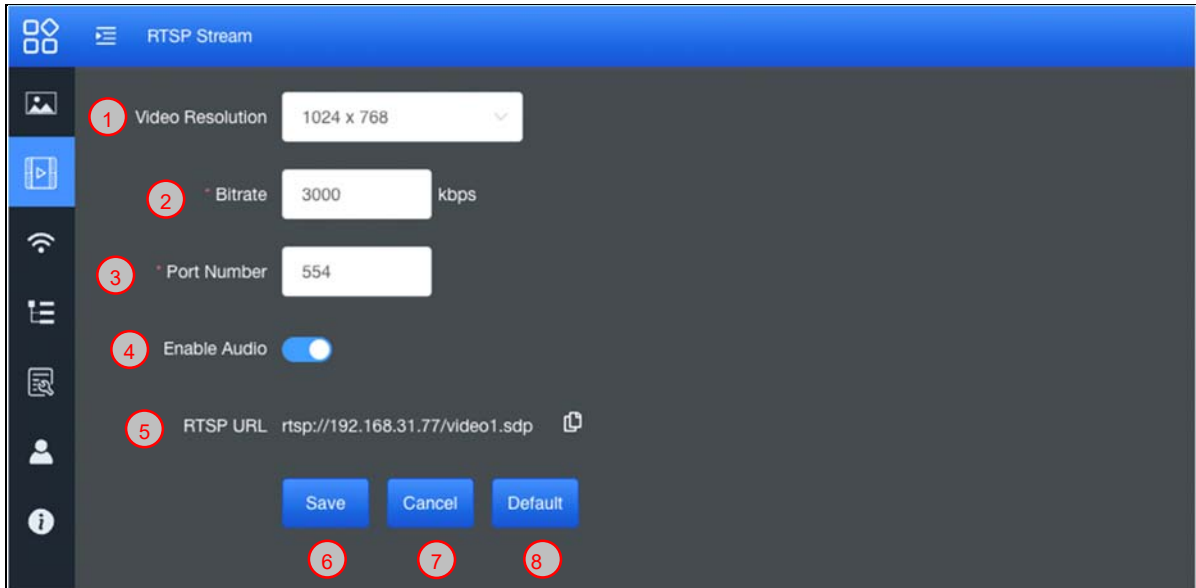 RTSP Stream
1 Video Resolution 1024 x 768
2 * Bitrate 3000 kbps
3 * Port Number 554
4 Enable Audio
5 RTSP URL rtsp://192.168.31.77/video1.sdp
Save Cancel Default
6 7 8